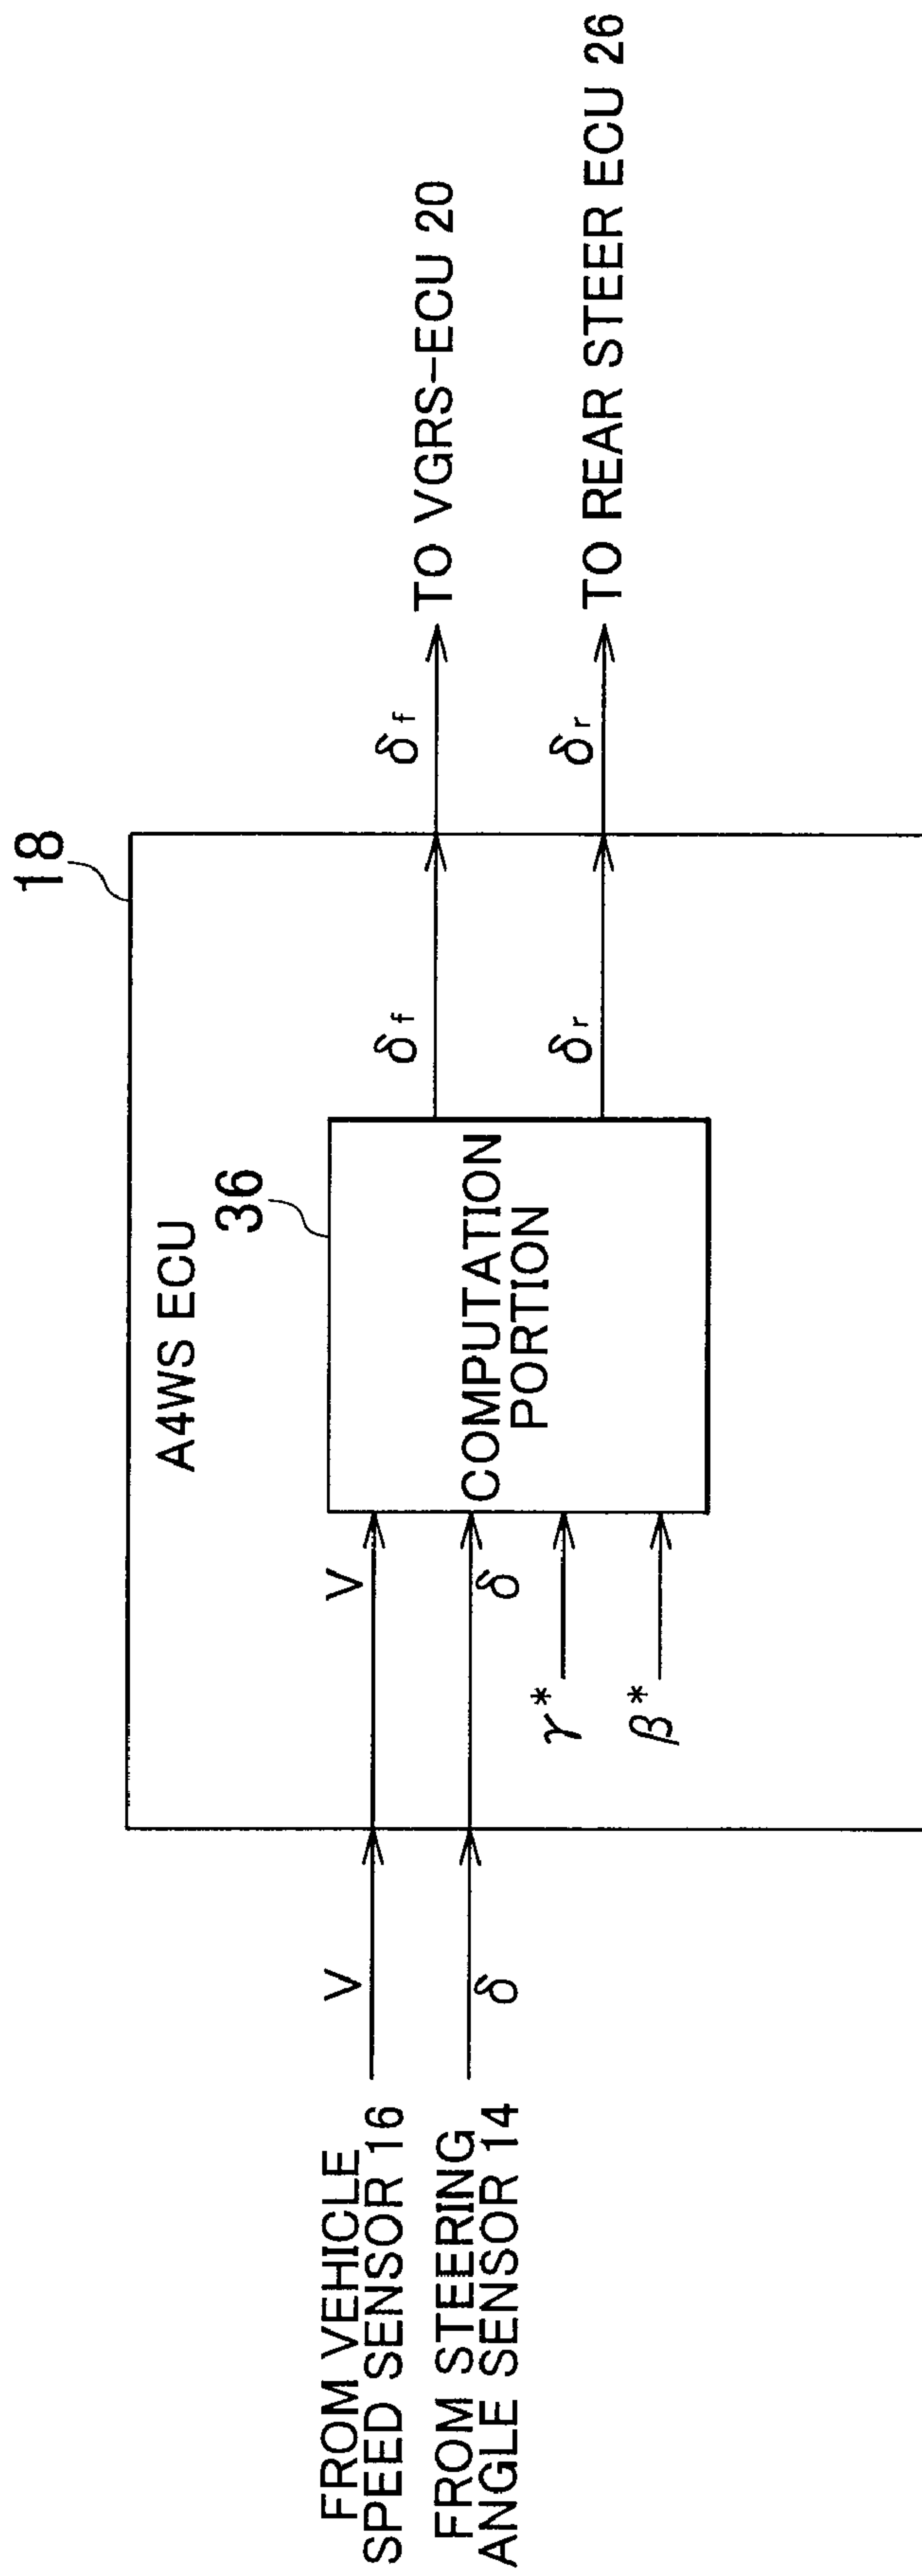 18
A4WS ECU
36
FROM VEHICLE
SPEED SENSOR 16
V
V
FROM STEERING
ANGLE SENSOR 14
δ
δ
γ*
β*
COMPUTATION
PORTION
δf
δf
TO VGRS-ECU 20
δr
δr
TO REAR STEER ECU 26